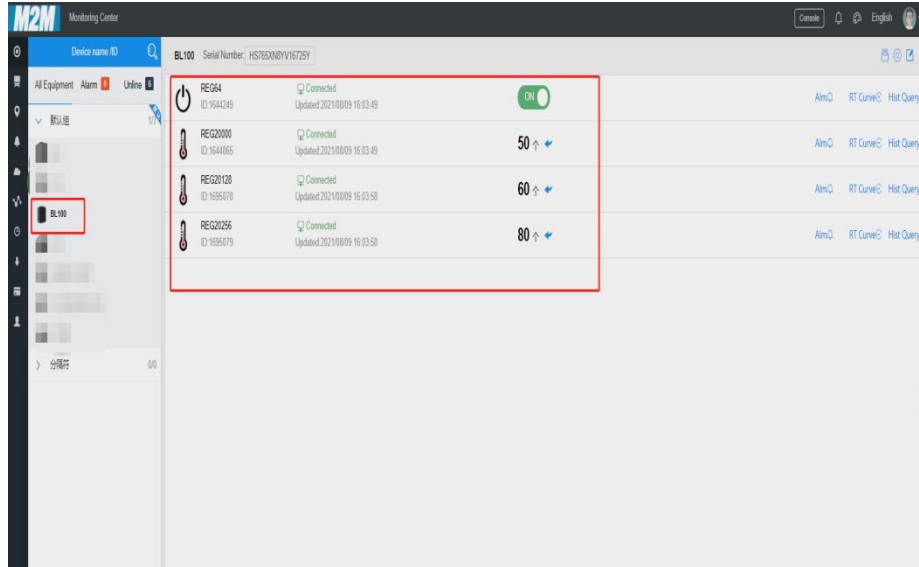 M2M Monitoring Center Console English
Device name /ID
All Equipment Alarm 0 Unline 6
默认组 1/7
BL100
分隔符 0/0
BL100 Serial Number: HS765XN8YV16725Y
REG64 Connected ON Alm RT Curve Hist Query
ID:1644249 Updated:2021/08/09 16:03:49
REG20000 Connected 50 Alm RT Curve Hist Query
ID:1644865 Updated:2021/08/09 16:03:49
REG20128 Connected 60 Alm RT Curve Hist Query
ID:1695078 Updated:2021/08/09 16:03:58
REG20256 Connected 80 Alm RT Curve Hist Query
ID:1695079 Updated:2021/08/09 16:03:58